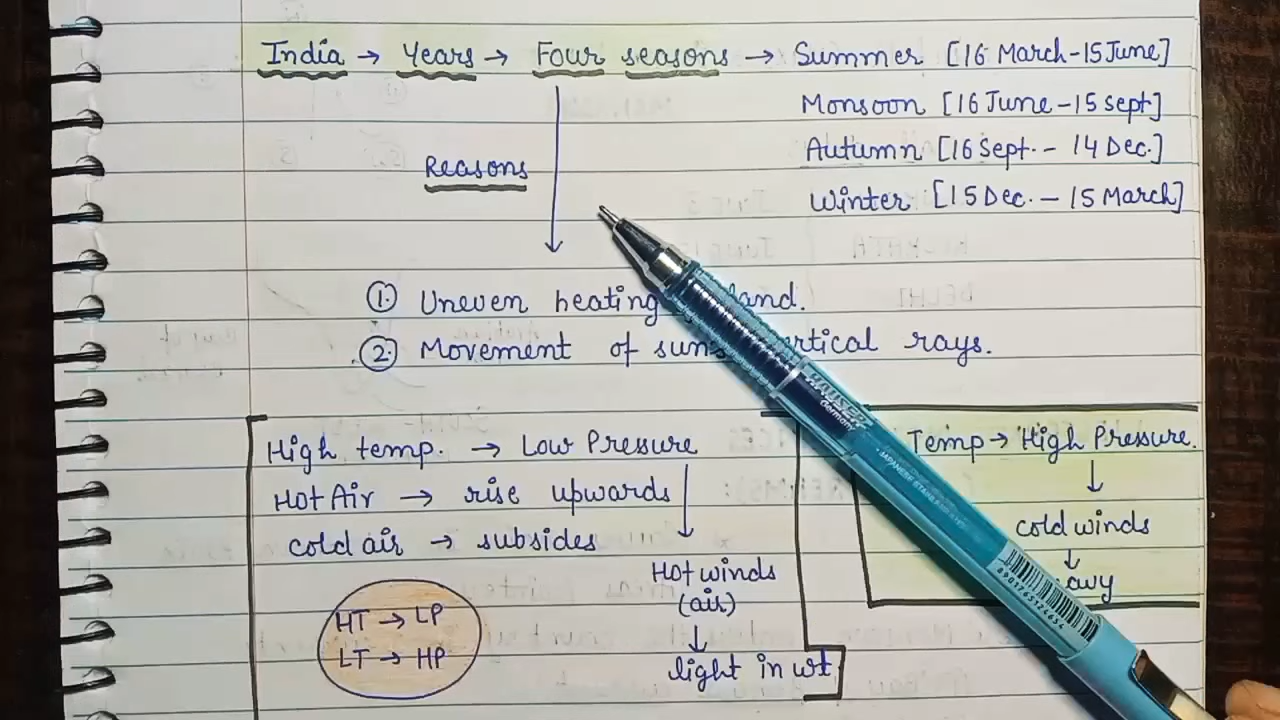 India → Years → Four seasons → Summer [16 March-15 June]
Monsoon [16 June - 15 Sept]
Autumn [16 Sept. - 14 Dec.]
Winter [15 Dec. - 15 March]
Reasons
① Uneven heating land.
② Movement of sun rays.
High temp. → Low Pressure
Hot Air → rise upwards
cold air → subsides
Hot winds
(air)
↓
light in wt
HT → LP
LT → HP
Temp → High Pressure.
↓
cold winds
↓
HAUSER
Germany
8901765124654